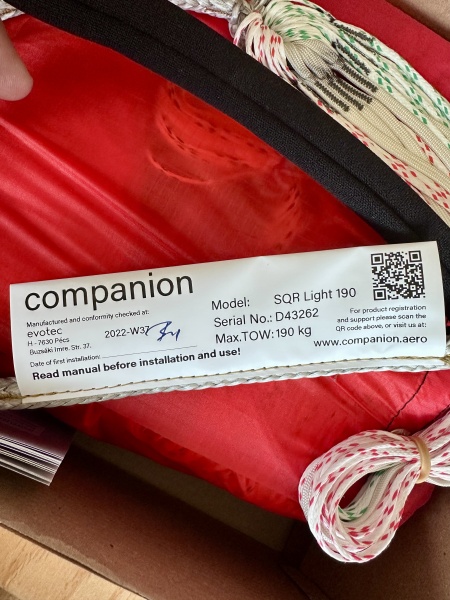 companion
Manufactured and conformity checked at:
evotec
H - 7630 Pécs
Buzsáki Imre. Str. 37.
2022-W37
Date of first installation:
Read manual before installation and use!
Model: SQR Light 190
Serial No.: D43262
Max.TOW: 190 kg
For product registration
and support please scan the
QR code above, or visit us at:
www.companion.aero